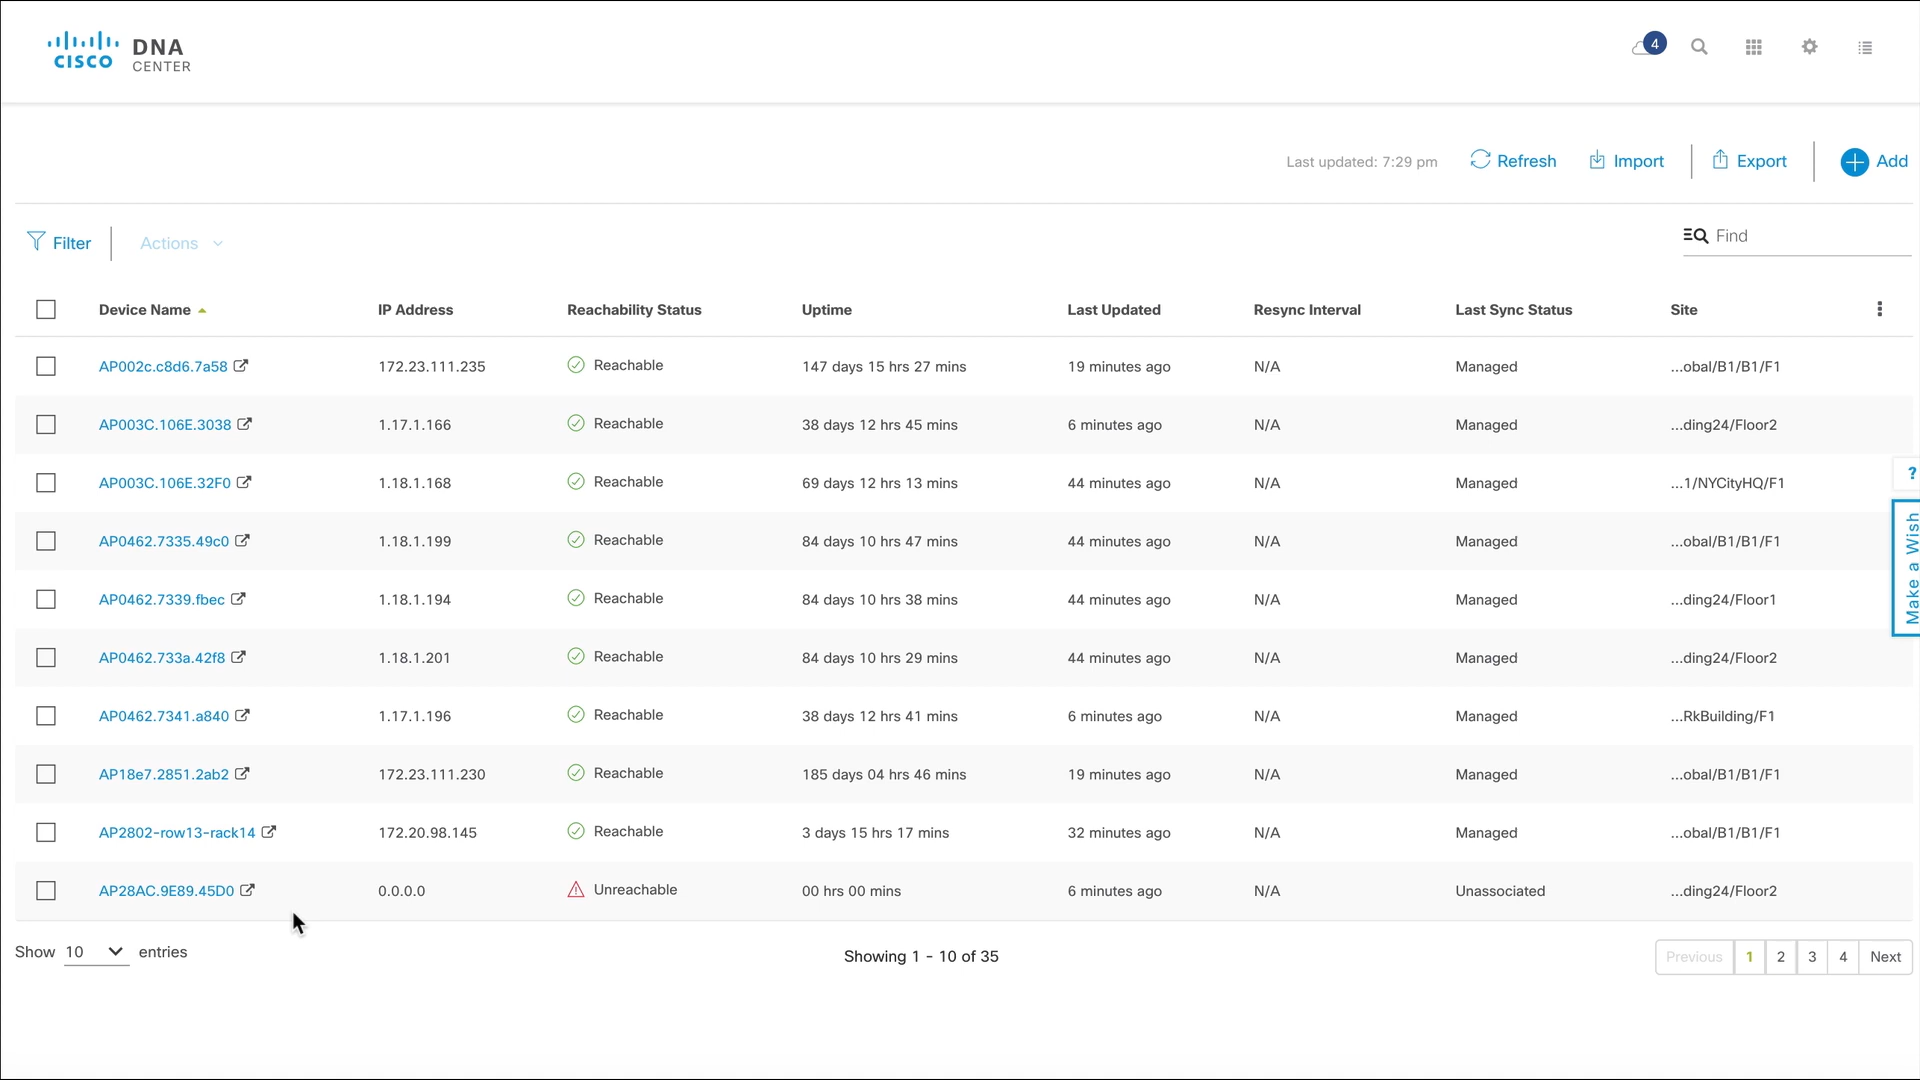 CISCO DNA CENTER
4
Last updated: 7:29 pm Refresh Import Export Add
Filter Actions Find
Device Name IP Address Reachability Status Uptime Last Updated Resync Interval Last Sync Status Site
AP002c.c8d6.7a58 172.23.111.235 Reachable 147 days 15 hrs 27 mins 19 minutes ago N/A Managed ...obal/B1/B1/F1
AP003C.106E.3038 1.17.1.166 Reachable 38 days 12 hrs 45 mins 6 minutes ago N/A Managed ...ding24/Floor2
AP003C.106E.32F0 1.18.1.168 Reachable 69 days 12 hrs 13 mins 44 minutes ago N/A Managed ...1/NYCityHQ/F1
AP0462.7335.49c0 1.18.1.199 Reachable 84 days 10 hrs 47 mins 44 minutes ago N/A Managed ...obal/B1/B1/F1
AP0462.7339.fbec 1.18.1.194 Reachable 84 days 10 hrs 38 mins 44 minutes ago N/A Managed ...ding24/Floor1
AP0462.733a.42f8 1.18.1.201 Reachable 84 days 10 hrs 29 mins 44 minutes ago N/A Managed ...ding24/Floor2
AP0462.7341.a840 1.17.1.196 Reachable 38 days 12 hrs 41 mins 6 minutes ago N/A Managed ...RkBuilding/F1
AP18e7.2851.2ab2 172.23.111.230 Reachable 185 days 04 hrs 46 mins 19 minutes ago N/A Managed ...obal/B1/B1/F1
AP2802-row13-rack14 172.20.98.145 Reachable 3 days 15 hrs 17 mins 32 minutes ago N/A Managed ...obal/B1/B1/F1
AP28AC.9E89.45D0 0.0.0.0 Unreachable 00 hrs 00 mins 6 minutes ago N/A Unassociated ...ding24/Floor2
Show 10 entries Showing 1 - 10 of 35 Previous 1 2 3 4 Next
?
Make a Wish